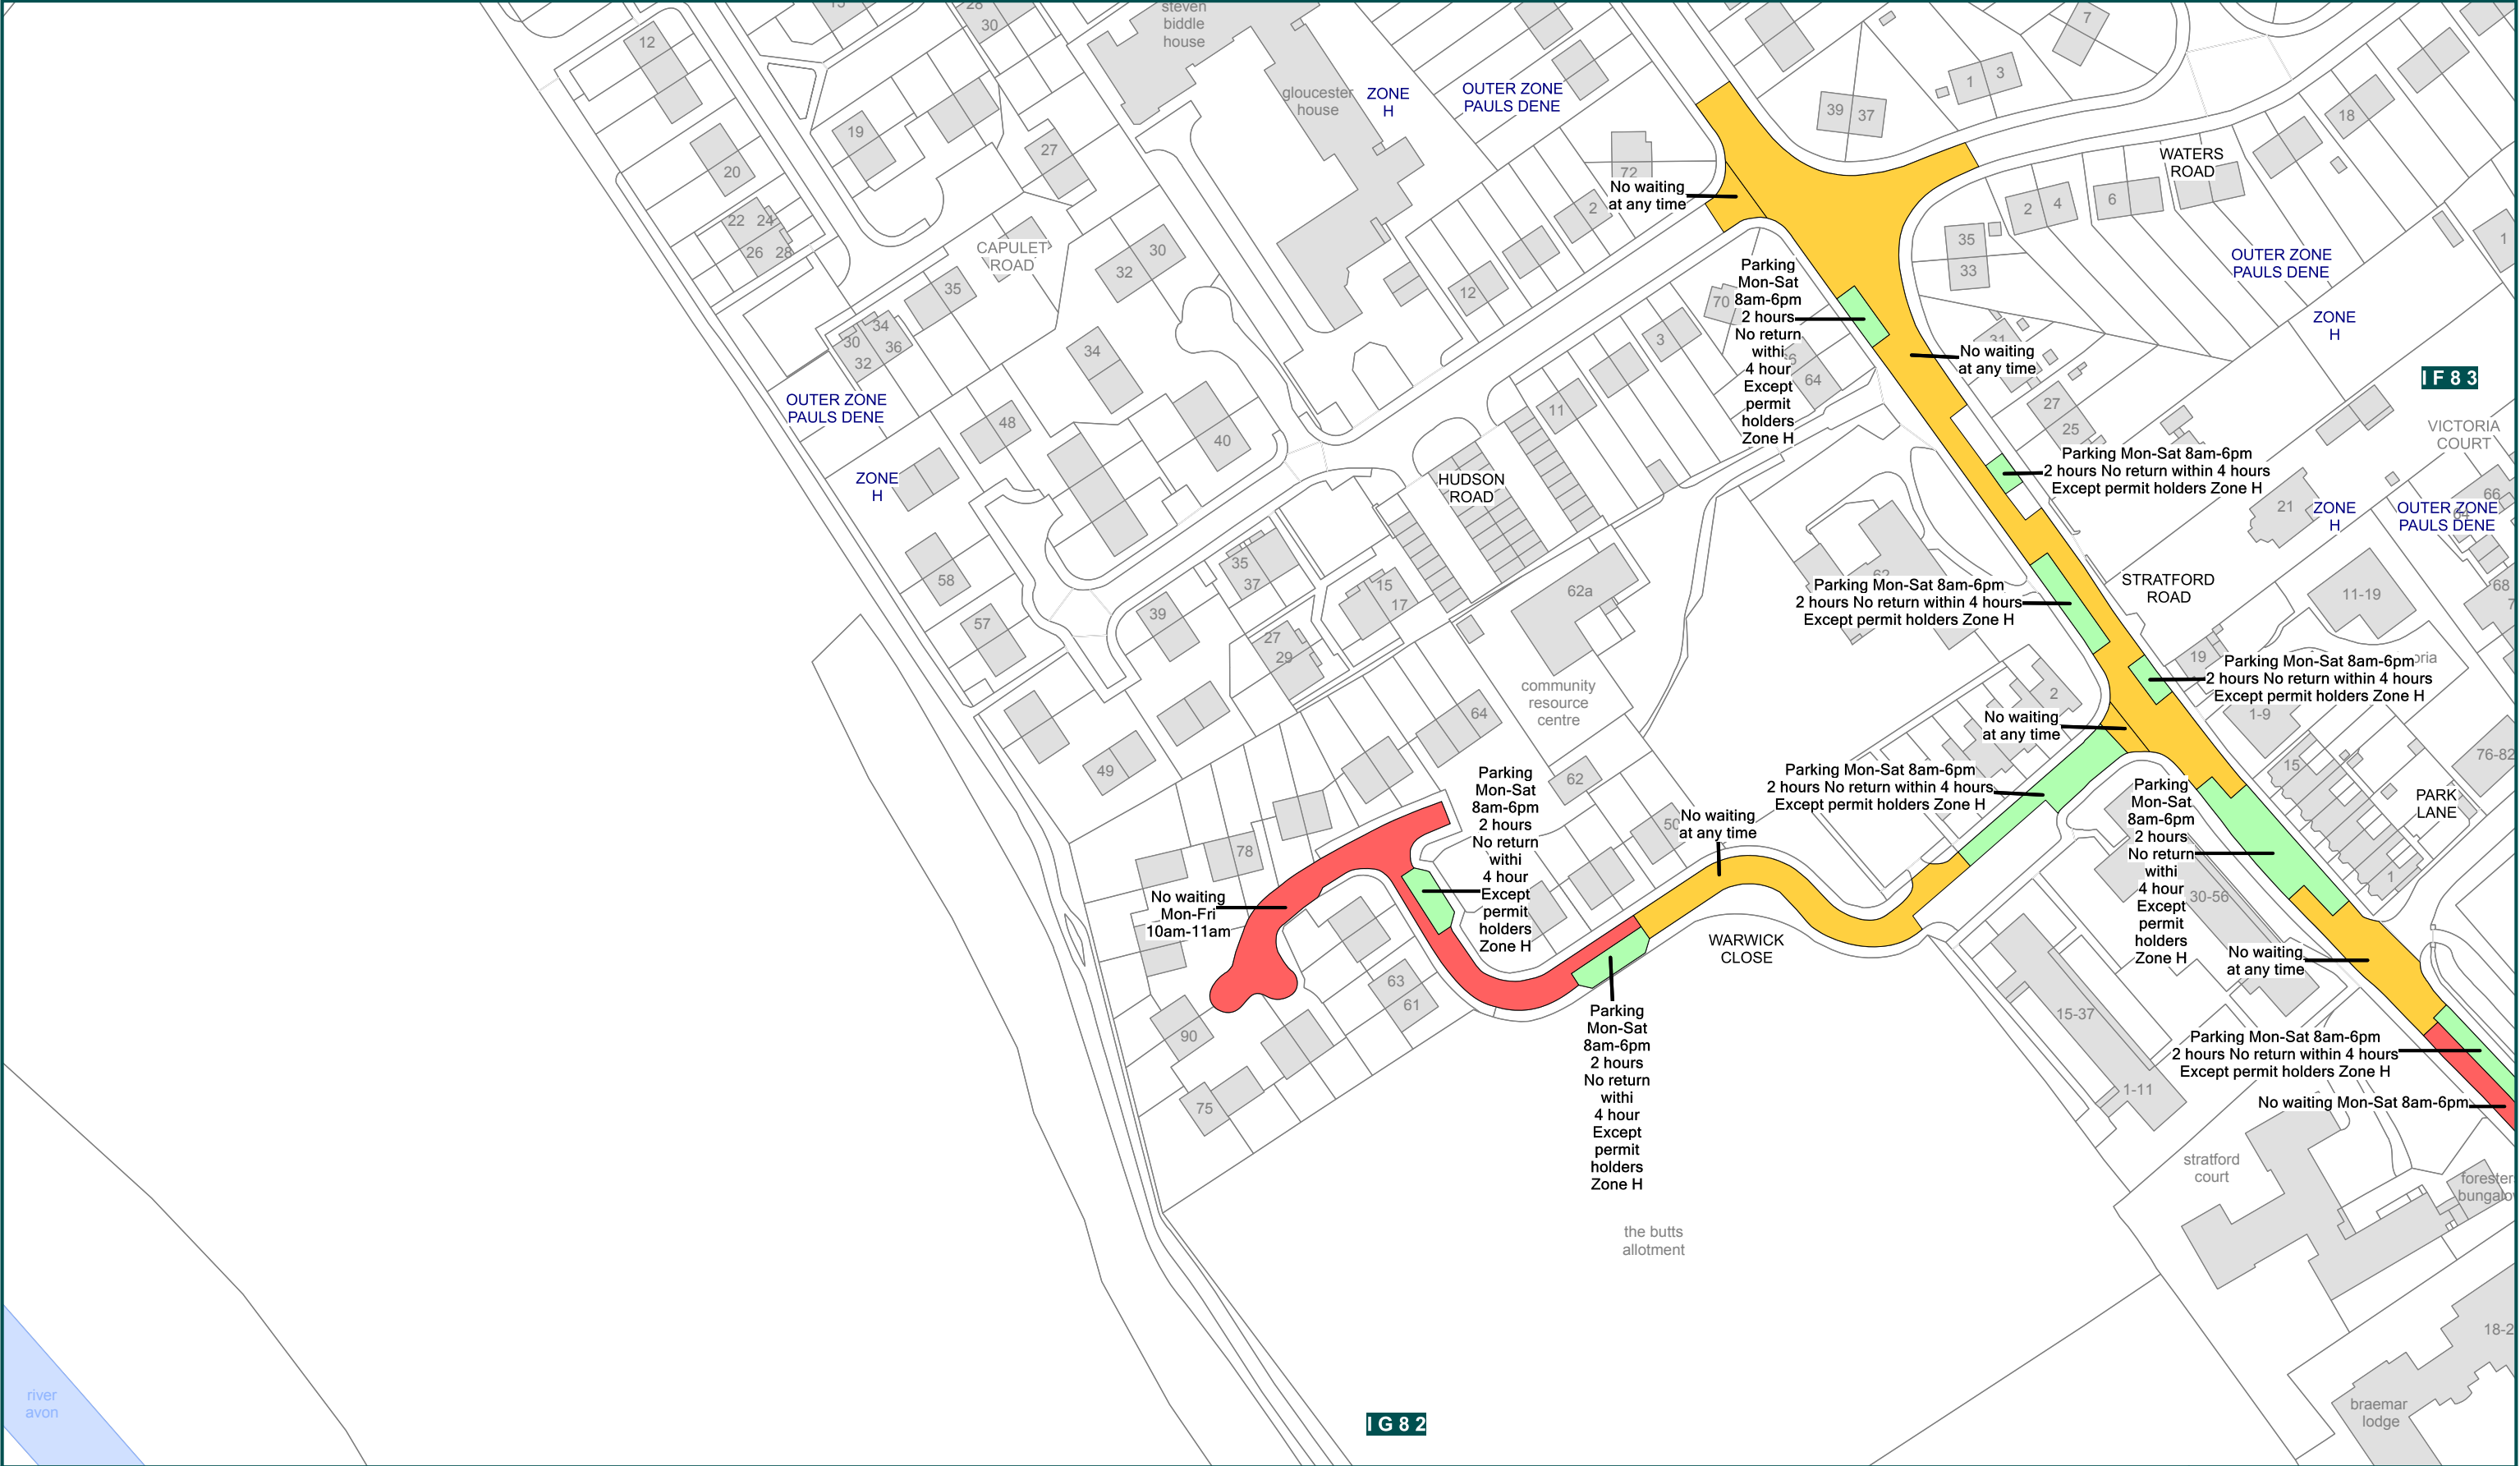 steven
biddle
house
28
30
12
7
1
3
39
37
18
gloucester
house
ZONE
H
OUTER ZONE
PAULS DENE
19
27
20
72
WATERS
ROAD
No waiting
at any time
2
2
4
6
22
24
26
28
CAPULET
ROAD
30
32
35
33
1
OUTER ZONE
PAULS DENE
35
12
Parking
Mon-Sat
8am-6pm
2 hours
No return
withi
4 hour
Except
permit
holders
Zone H
70
64
34
30
36
32
3
ZONE
H
31
No waiting
at any time
34
IF83
OUTER ZONE
PAULS DENE
48
40
11
27
25
VICTORIA
COURT
Parking Mon-Sat 8am-6pm
2 hours No return within 4 hours
Except permit holders Zone H
ZONE
H
HUDSON
ROAD
66
21
ZONE
H
OUTER ZONE
PAULS DENE
64
58
35
37
15
17
62a
62
Parking Mon-Sat 8am-6pm
2 hours No return within 4 hours
Except permit holders Zone H
STRATFORD
ROAD
11-19
68
57
39
27
29
19
Parking Mon-Sat 8am-6pm
2 hours No return within 4 hours
Except permit holders Zone H
community
resource
centre
2
1-9
No waiting
at any time
64
49
15
76-82
62
Parking
Mon-Sat
8am-6pm
2 hours
No return
withi
4 hour
Except
permit
holders
Zone H
Parking Mon-Sat 8am-6pm
2 hours No return within 4 hours
Except permit holders Zone H
Parking
Mon-Sat
8am-6pm
2 hours
No return
withi
4 hour
Except
permit
holders
Zone H
PARK
LANE
50
No waiting
at any time
78
1
30-56
No waiting
Mon-Fri
10am-11am
WARWICK
CLOSE
No waiting
at any time
63
61
90
75
Parking
Mon-Sat
8am-6pm
2 hours
No return
withi
4 hour
Except
permit
holders
Zone H
15-37
1-11
Parking Mon-Sat 8am-6pm
2 hours No return within 4 hours
Except permit holders Zone H
No waiting Mon-Sat 8am-6pm
stratford
court
the butts
allotment
18-2
braemar
lodge
river
avon
IG82